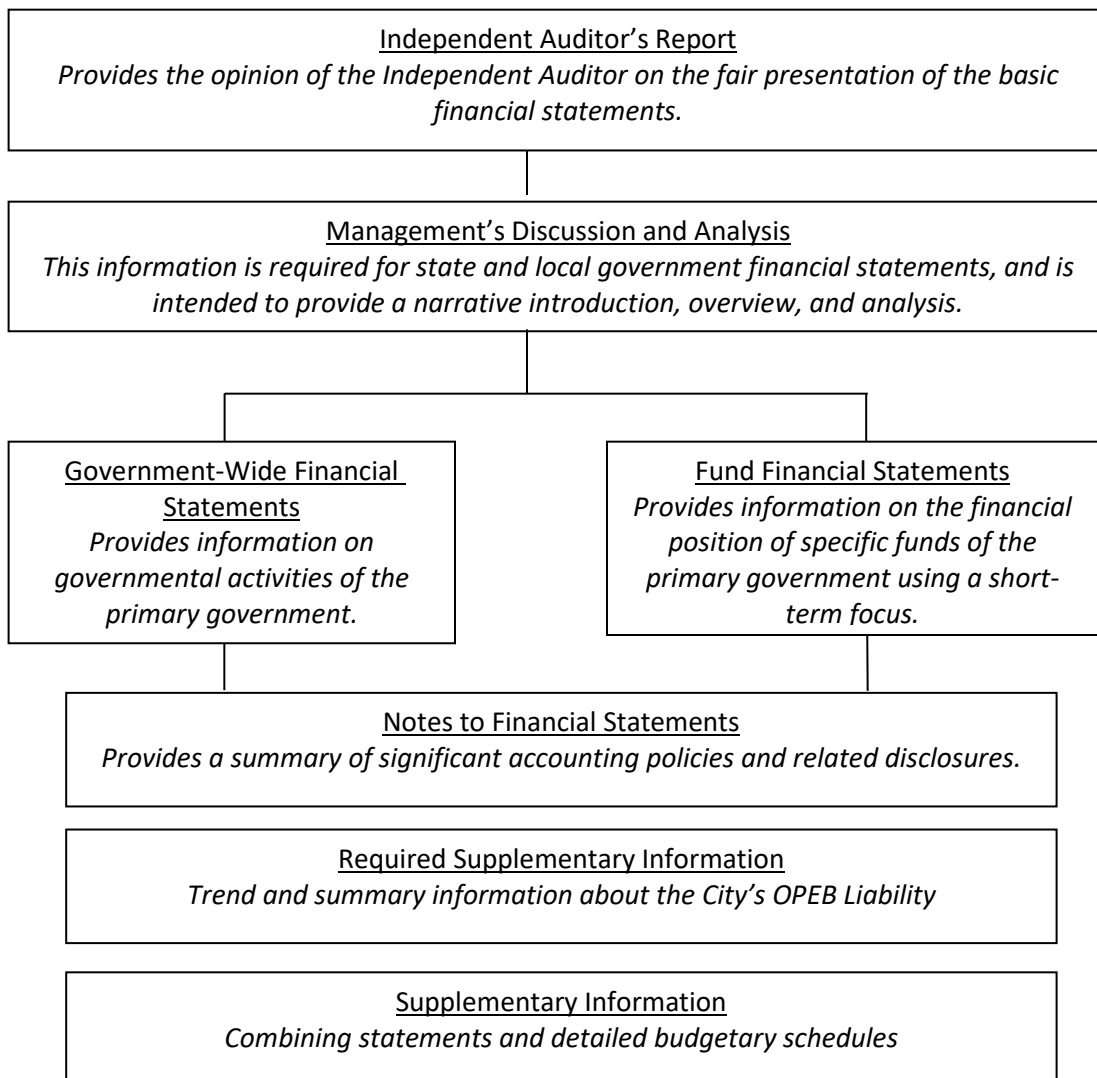 Independent Auditor’s Report
Provides the opinion of the Independent Auditor on the fair presentation of the basic
financial statements.
Management’s Discussion and Analysis
This information is required for state and local government financial statements, and is
intended to provide a narrative introduction, overview, and analysis.
Government-Wide Financial
Statements
Provides information on
governmental activities of the
primary government.
Fund Financial Statements
Provides information on the financial
position of specific funds of the
primary government using a short-
term focus.
Notes to Financial Statements
Provides a summary of significant accounting policies and related disclosures.
Required Supplementary Information
Trend and summary information about the City’s OPEB Liability
Supplementary Information
Combining statements and detailed budgetary schedules